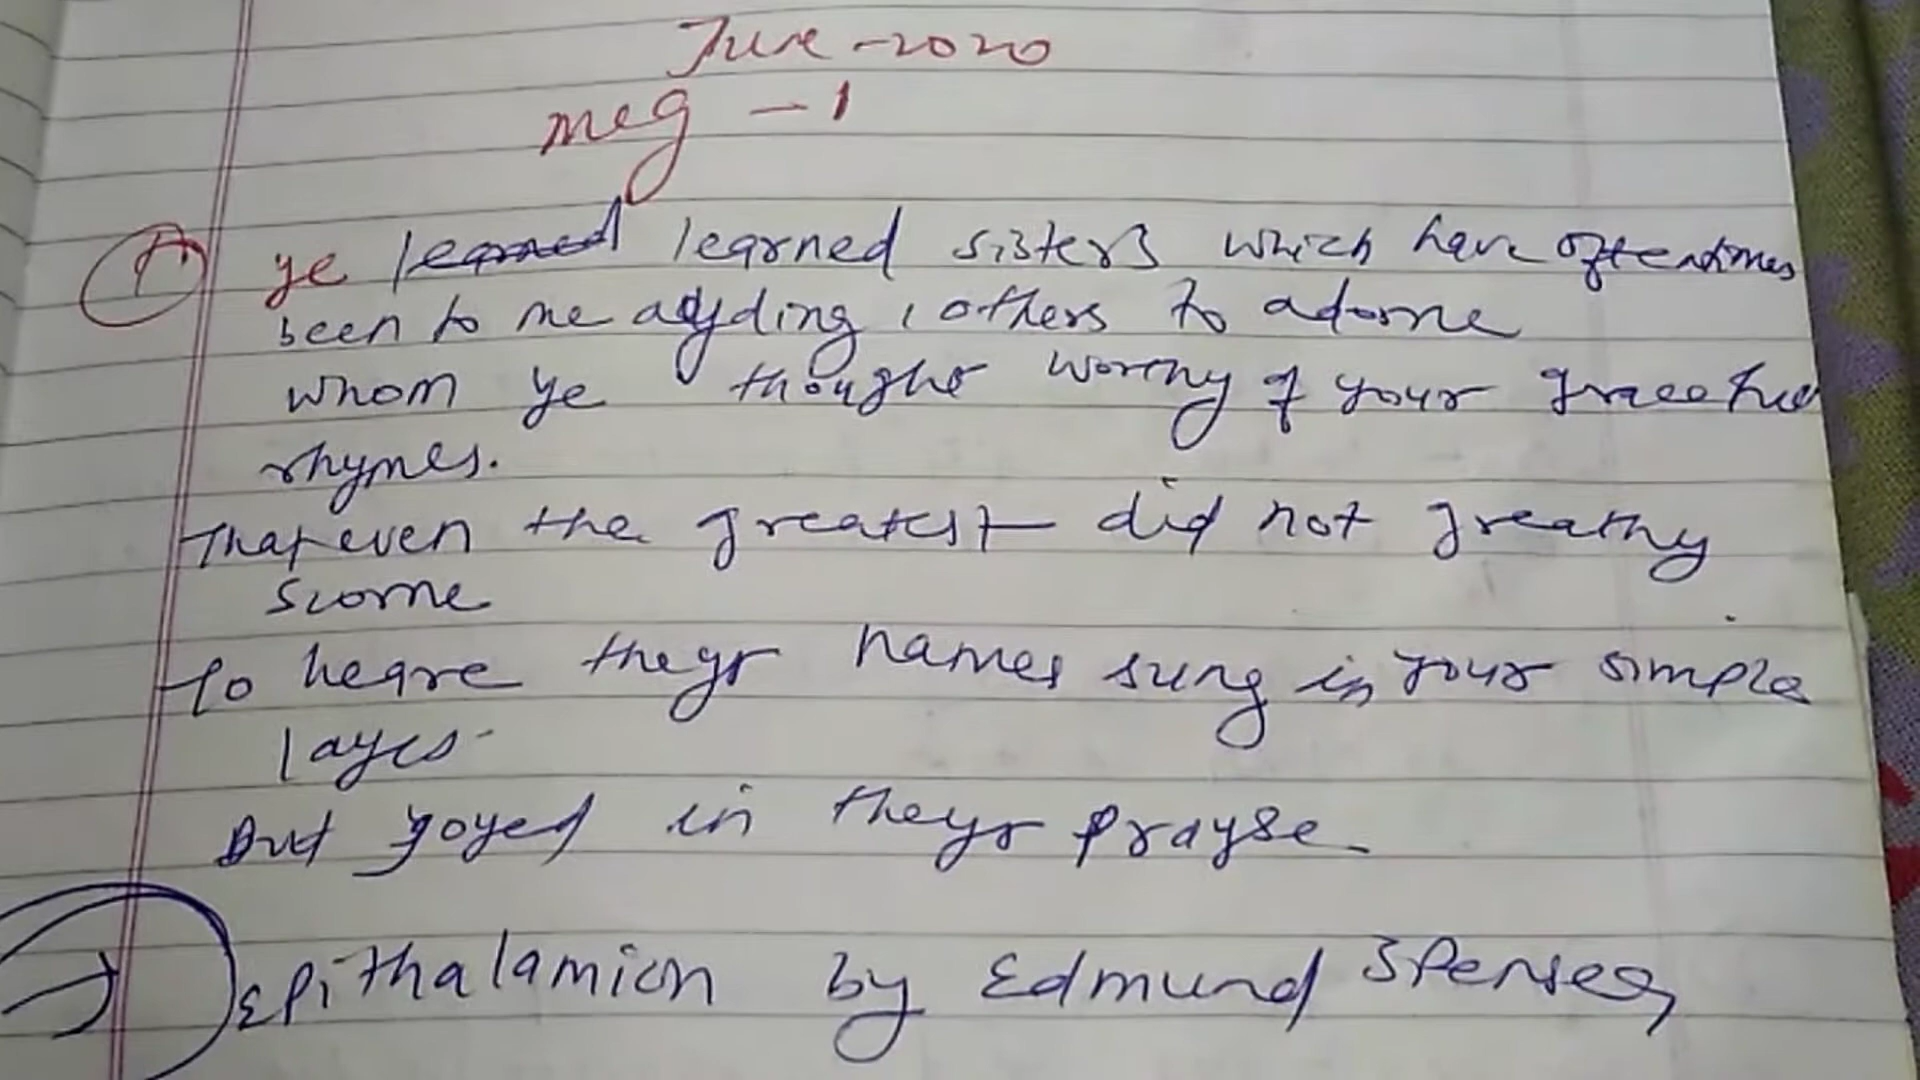 June - 2020
meg - 1
A ye learned learned sisters which have oftentimes
been to me ayding, others to adorne
whom ye thought worthy of your graceful
rhymes.
That even the greatest did not greatly
scorne
To heare theyr names sung in your simple
layes.
But joyed in theyr prayse.
→ Epithalamion by Edmund Spenser,